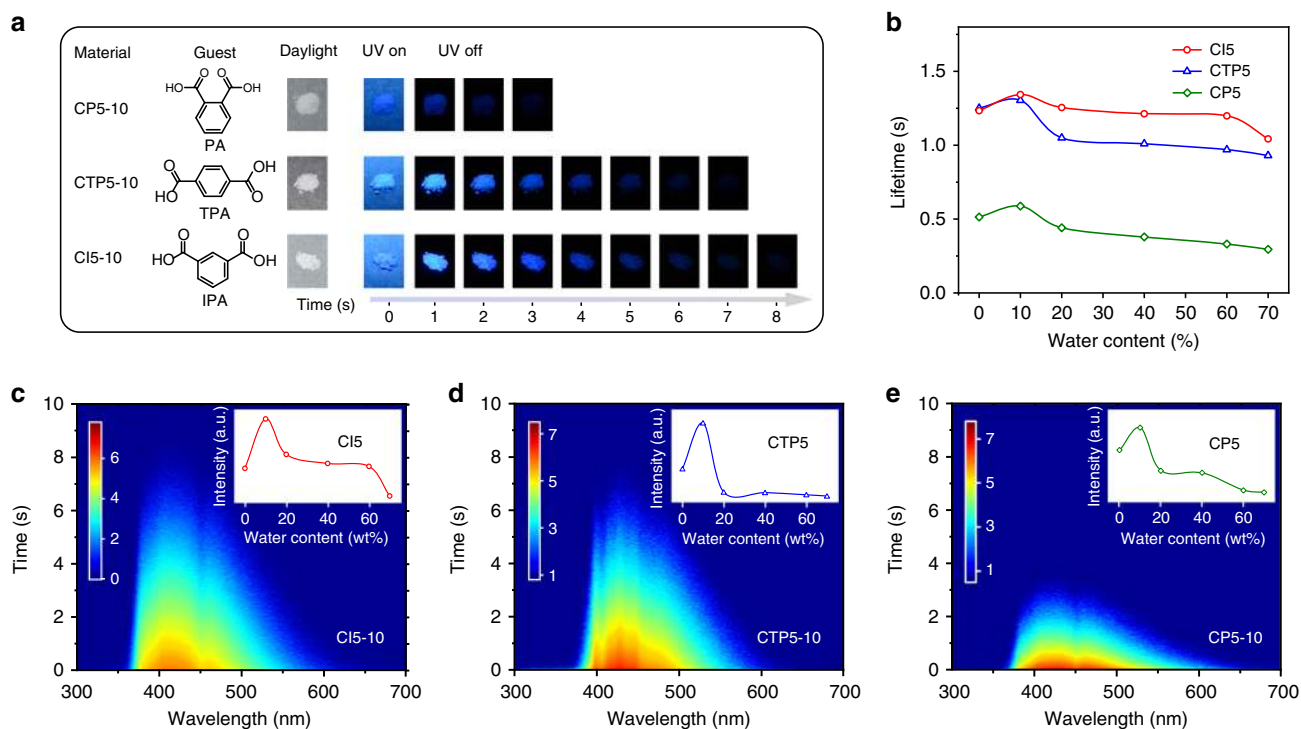 a
Material Guest Daylight UV on UV off
CP5-10
O O
HO OH
PA
CTP5-10
O OH
HO O
TPA
CI5-10
O O
HO OH
IPA
Time (s)
0 1 2 3 4 5 6 7 8
b
CI5
CTP5
CP5
1.5
1.0
0.5
0.0
Lifetime (s)
0 10 20 30 40 50 60 70
Water content (%)
c
10
8
6
4
2
0
Time (s)
6
4
2
0
Intensity (a.u.)
CI5
0 20 40 60
Water content (wt%)
CI5-10
300 400 500 600 700
Wavelength (nm)
d
10
8
6
4
2
0
Time (s)
7
5
3
1
Intensity (a.u.)
CTP5
0 20 40 60
Water content (wt%)
CTP5-10
300 400 500 600 700
Wavelength (nm)
e
10
8
6
4
2
0
Time (s)
7
5
3
1
Intensity (a.u.)
CP5
0 20 40 60
Water content (wt%)
CP5-10
300 400 500 600 700
Wavelength (nm)